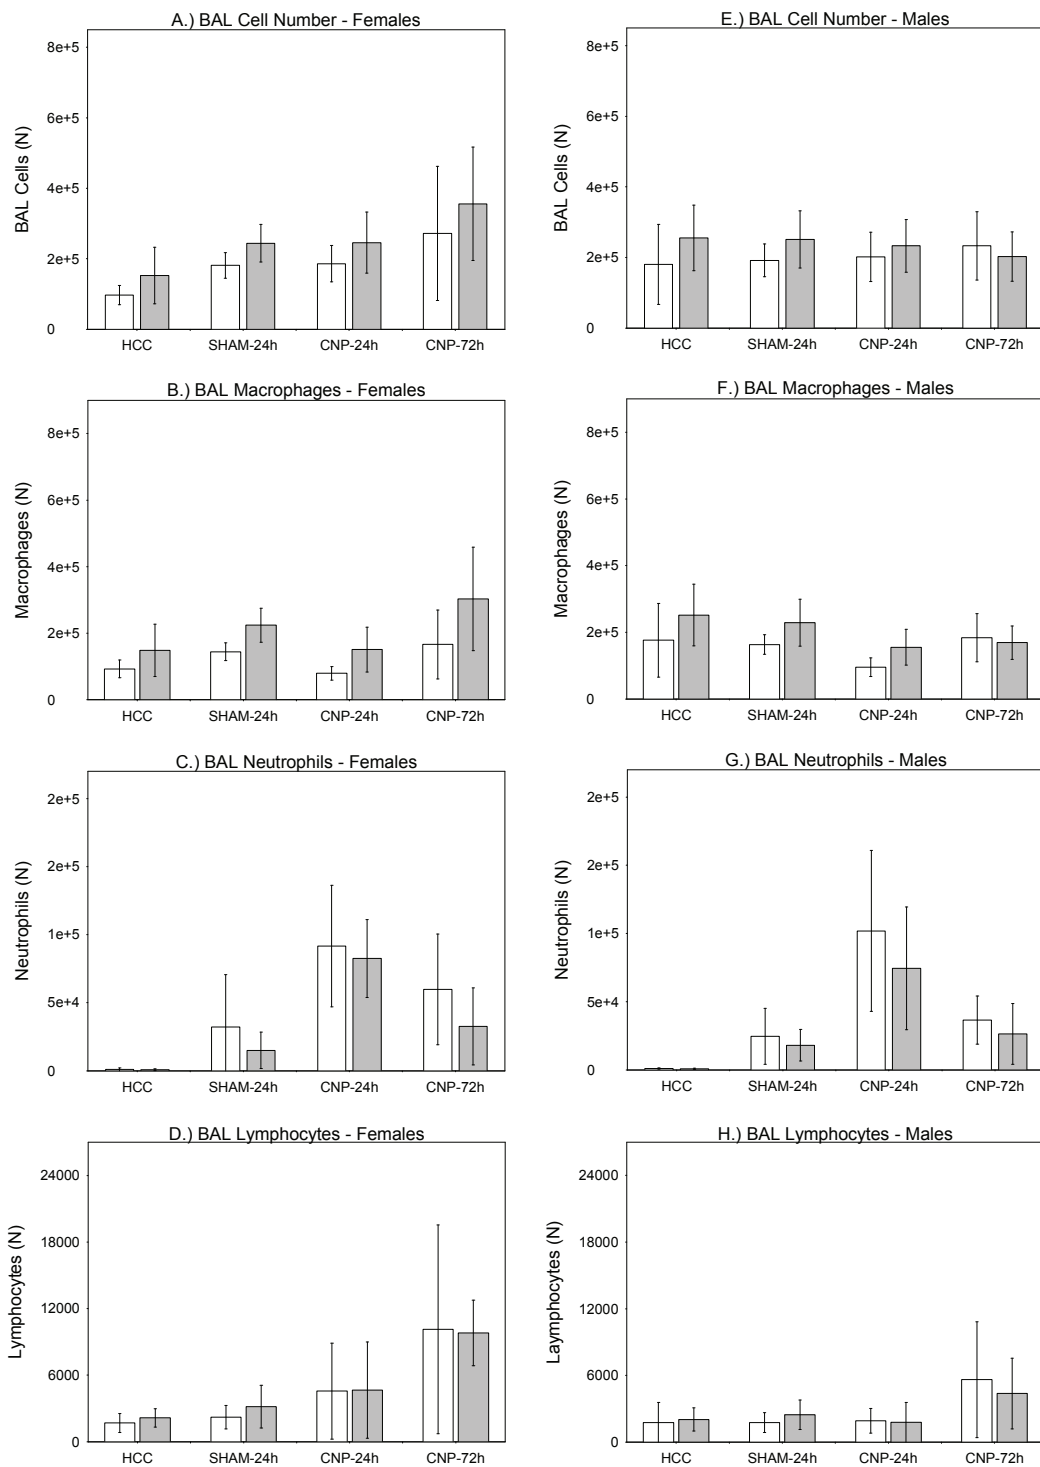 A.) BAL Cell Number - Females
BAL Cells (N)
8e+5
6e+5
4e+5
2e+5
0
HCC SHAM-24h CNP-24h CNP-72h
E.) BAL Cell Number - Males
BAL Cells (N)
8e+5
6e+5
4e+5
2e+5
0
HCC SHAM-24h CNP-24h CNP-72h
B.) BAL Macrophages - Females
Macrophages (N)
8e+5
6e+5
4e+5
2e+5
0
HCC SHAM-24h CNP-24h CNP-72h
F.) BAL Macrophages - Males
Macrophages (N)
8e+5
6e+5
4e+5
2e+5
0
HCC SHAM-24h CNP-24h CNP-72h
C.) BAL Neutrophils - Females
Neutrophils (N)
2e+5
2e+5
1e+5
5e+4
0
HCC SHAM-24h CNP-24h CNP-72h
G.) BAL Neutrophils - Males
Neutrophils (N)
2e+5
2e+5
1e+5
5e+4
0
HCC SHAM-24h CNP-24h CNP-72h
D.) BAL Lymphocytes - Females
Lymphocytes (N)
24000
18000
12000
6000
0
HCC SHAM-24h CNP-24h CNP-72h
H.) BAL Lymphocytes - Males
Laymphocytes (N)
24000
18000
12000
6000
0
HCC SHAM-24h CNP-24h CNP-72h